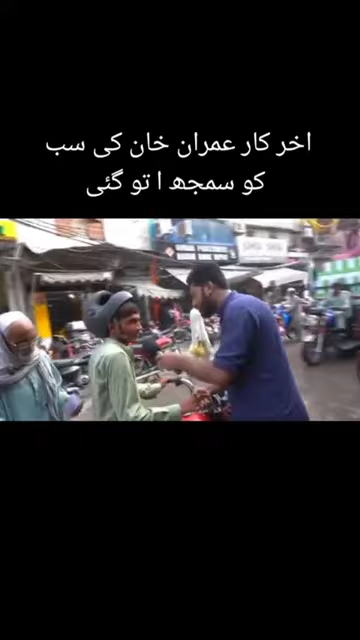 اخر کار عمران خان کی سب
کو سمجھ ا تو گئی